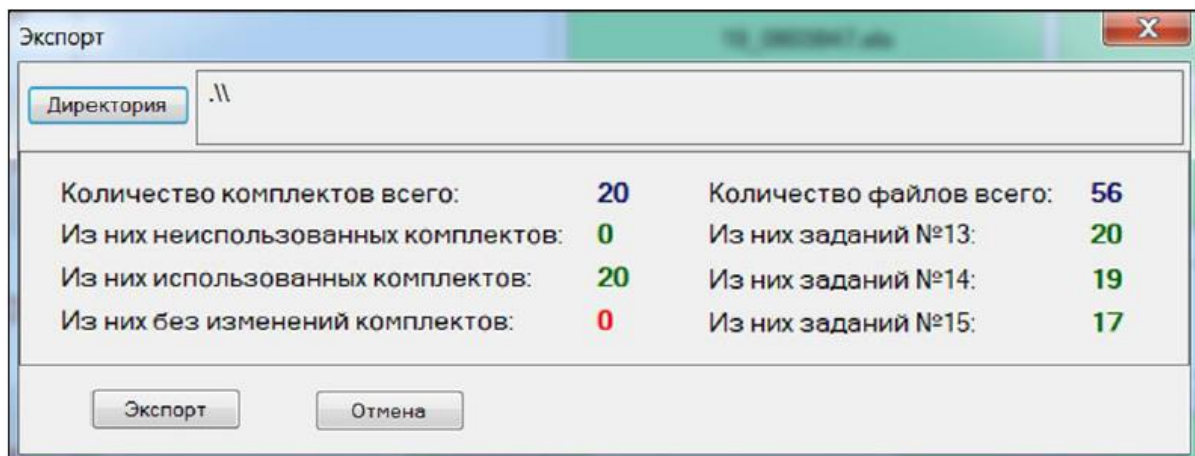 Экспорт
Директория .\\
Количество комплектов всего: 20 Количество файлов всего: 56
Из них неиспользованных комплектов: 0 Из них заданий №13: 20
Из них использованных комплектов: 20 Из них заданий №14: 19
Из них без изменений комплектов: 0 Из них заданий №15: 17
Экспорт Отмена